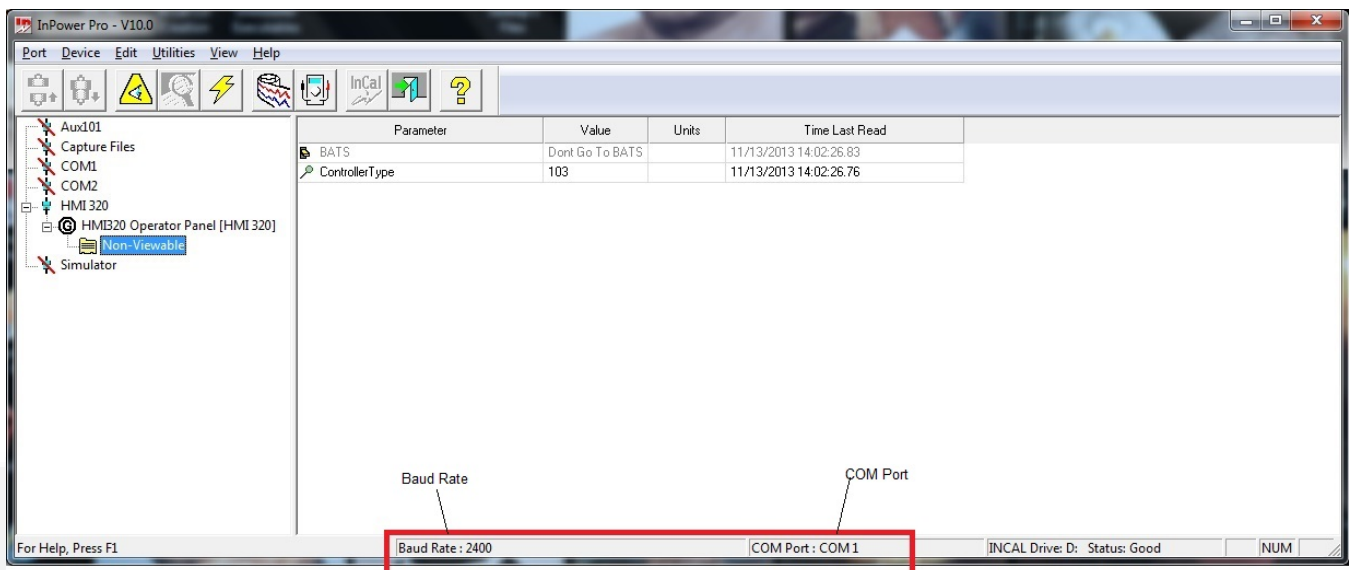 InPower Pro - V10.0
Port Device Edit Utilities View Help
InCal
Aux101
Capture Files
COM1
COM2
HMI 320
HMI320 Operator Panel [HMI 320]
Non-Viewable
Simulator
Parameter Value Units Time Last Read
BATS Dont Go To BATS 11/13/2013 14:02:26.83
ControllerType 103 11/13/2013 14:02:26.76
Baud Rate COM Port
For Help, Press F1 Baud Rate : 2400 COM Port : COM 1 INCAL Drive: D: Status: Good NUM